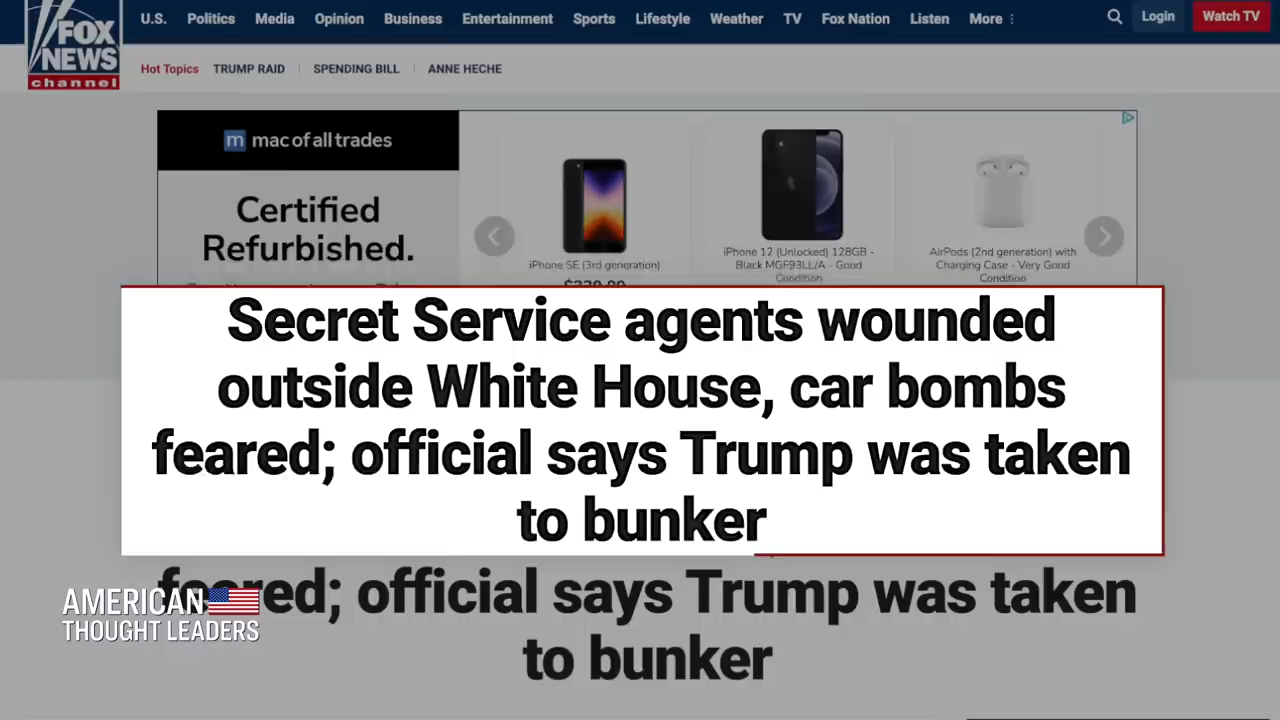 FOX
NEWS
channel
U.S. Politics Media Opinion Business Entertainment Sports Lifestyle Weather TV Fox Nation Listen More
Login
Watch TV
Hot Topics TRUMP RAID SPENDING BILL ANNE HECHE
m mac of all trades
Certified
Refurbished.
iPhone SE (3rd generation)
iPhone 12 (Unlocked) 128GB -
Black MGF93LL/A - Good
Condition
AirPods (2nd generation) with
Charging Case - Very Good
Condition
Secret Service agents wounded
outside White House, car bombs
feared; official says Trump was taken
to bunker
feared; official says Trump was taken
to bunker
AMERICAN
THOUGHT LEADERS